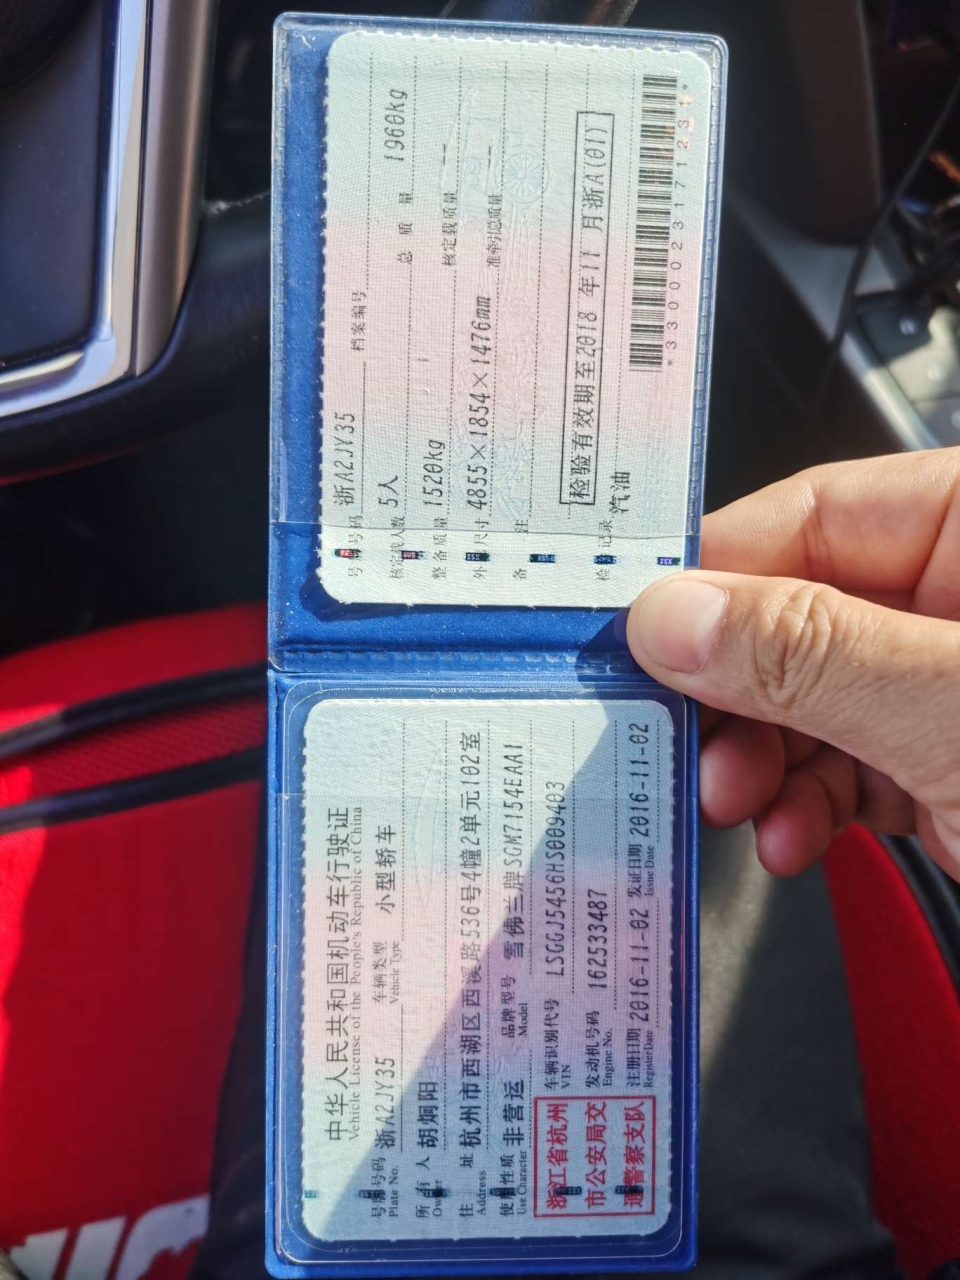 中华人民共和国机动车行驶证
Vehicle License of the People's Republic of China
号牌号码 浙A2JY35 车辆类型 小型轿车
Plate No. Vehicle Type
所有人 胡炯阳
Owner
住址 杭州市西湖区西溪路536号4幢2单元102室
Address
使用性质 非营运 品牌型号 雪佛兰牌SGM7154EAA1
Use Character Model
浙江省杭州
市公安局交
通警察支队
车辆识别代号 LSGGJ5456HS009403
VIN
发动机号码 162533487
Engine No.
注册日期 2016-11-02 发证日期 2016-11-02
RegisterDate Issue Date
号牌号码 浙A2JY35 档案编号
核定载人数 5人 总质量 1960kg
整备质量 1520kg 核定载质量 --
外廓尺寸 4855×1854×1476mm 准牵引总质量 --
备注
检验有效期至2018年11月浙A(01)
检验记录 汽油
*3300023171231*